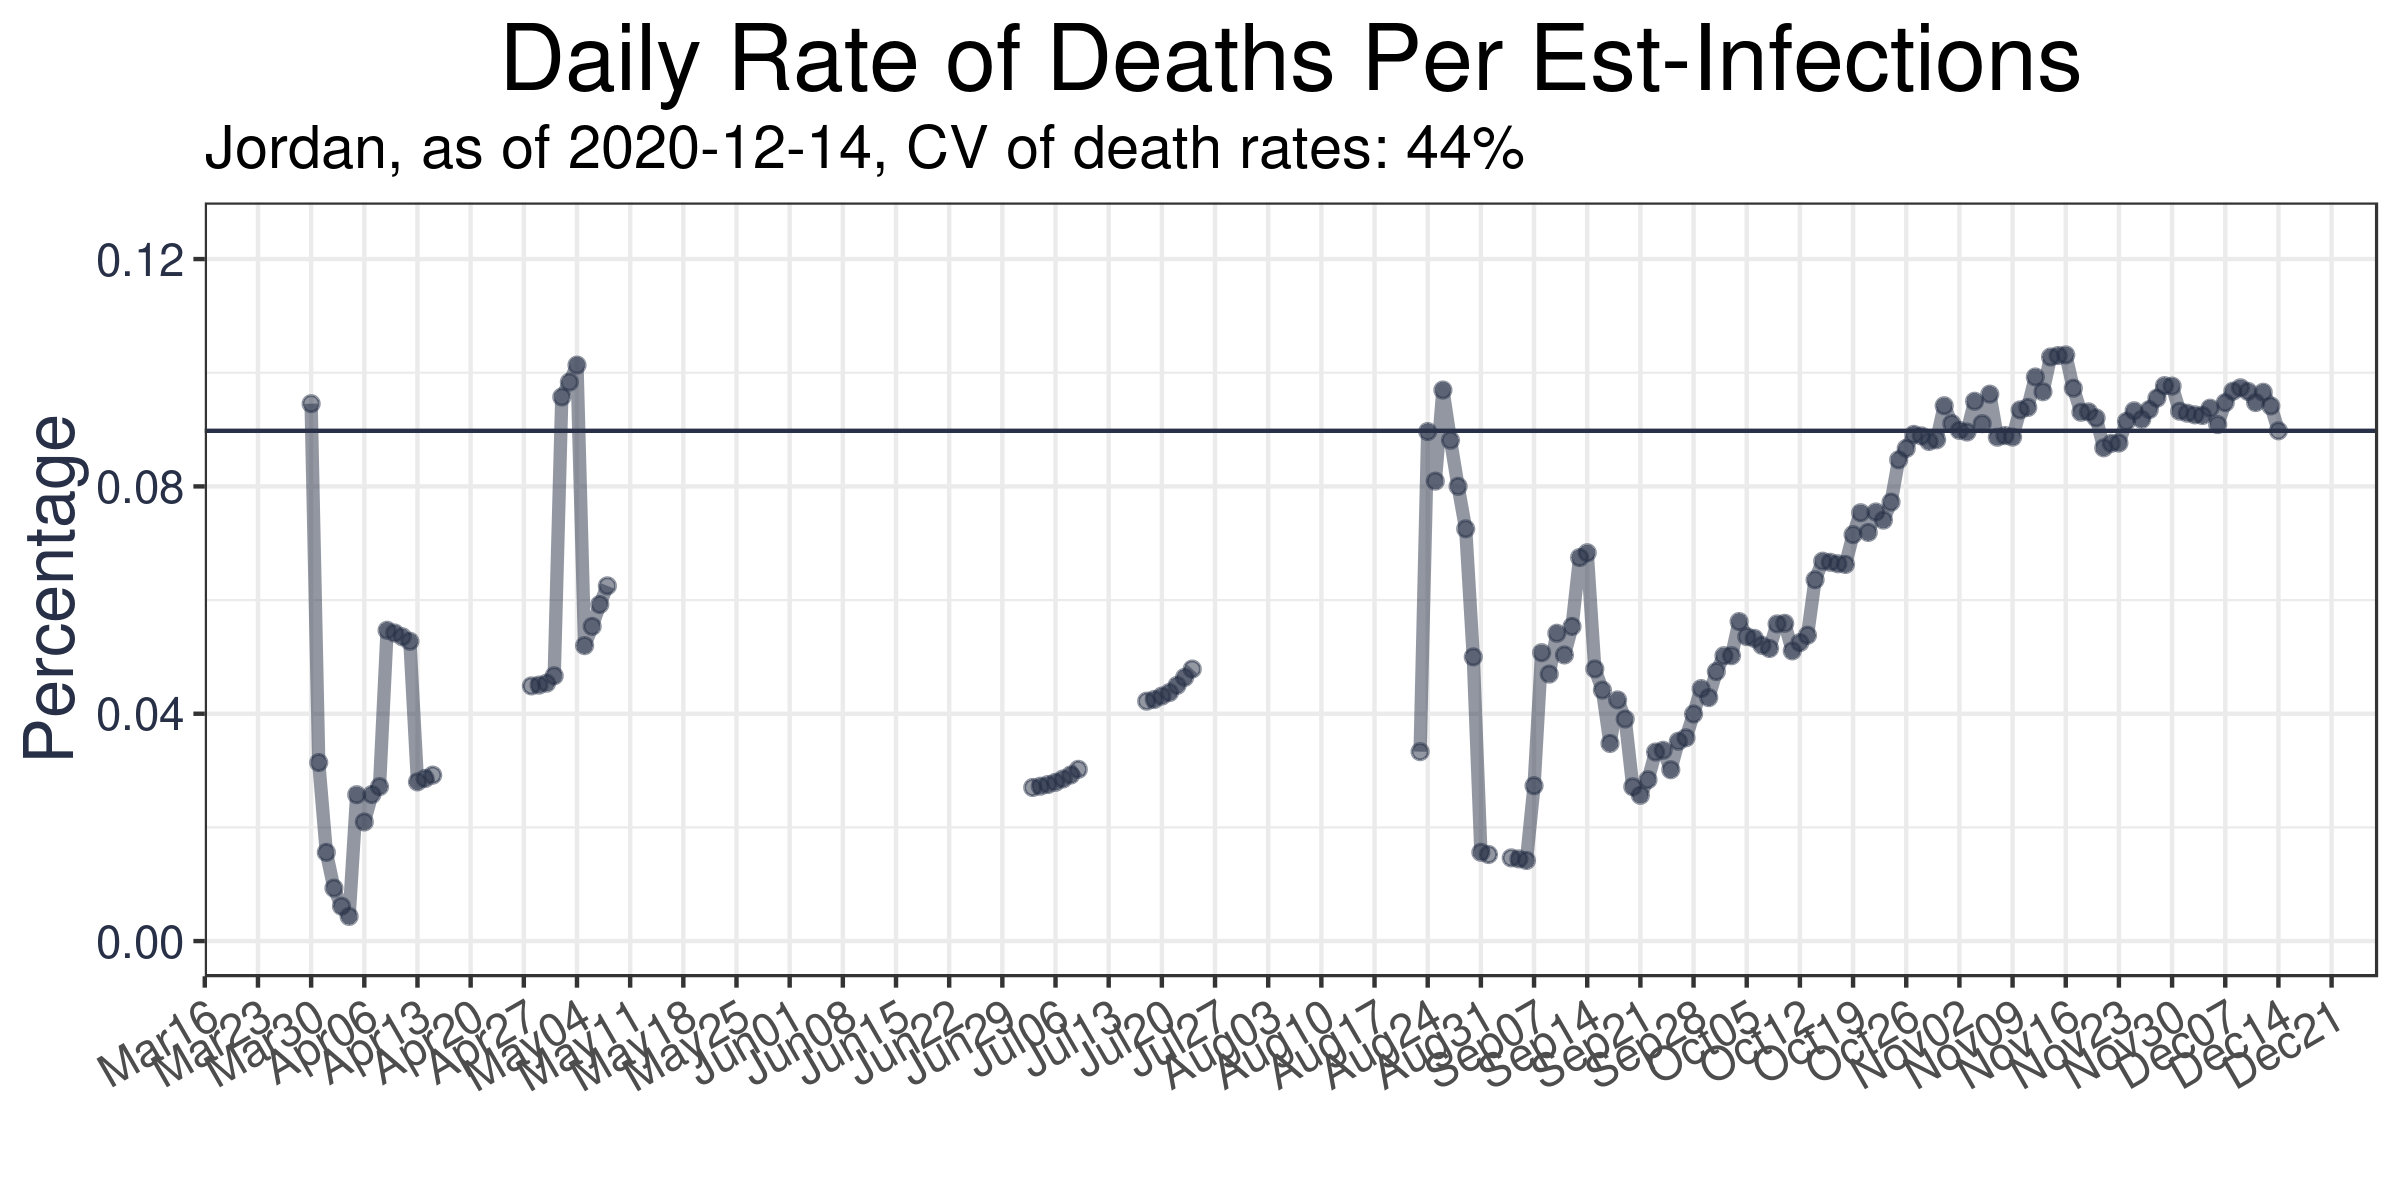 Daily Rate of Deaths Per Est-Infections
Jordan, as of 2020-12-14, CV of death rates: 44%
Percentage
0.12
0.08
0.04
0.00
Mar16 Mar23 Mar30 Apr06 Apr13 Apr20 Apr27 May04 May11 May18 May25 Jun01 Jun08 Jun15 Jun22 Jun29 Jul06 Jul13 Jul20 Jul27 Aug03 Aug10 Aug17 Aug24 Aug31 Sep07 Sep14 Sep21 Sep28 Oct05 Oct12 Oct19 Oct26 Nov02 Nov09 Nov16 Nov23 Nov30 Dec07 Dec14 Dec21